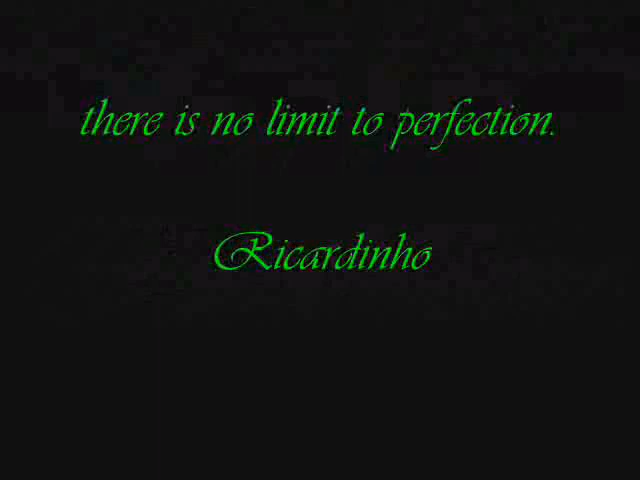 there is no limit to perfection.
Ricardinho